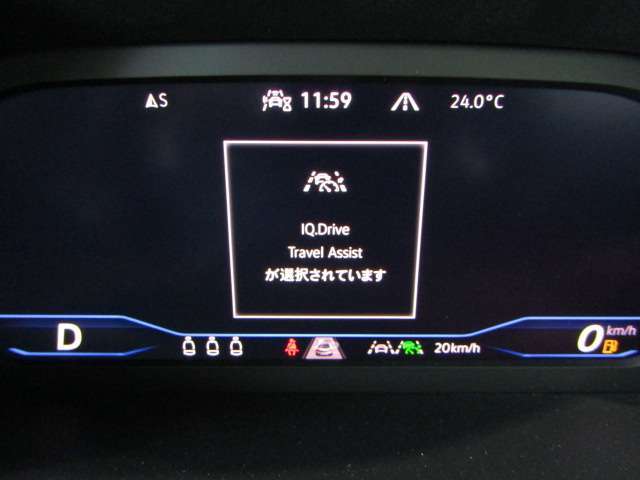 S 11:59 24.0°C
IQ.Drive
Travel Assist
が選択されています
D 0 km/h
20km/h